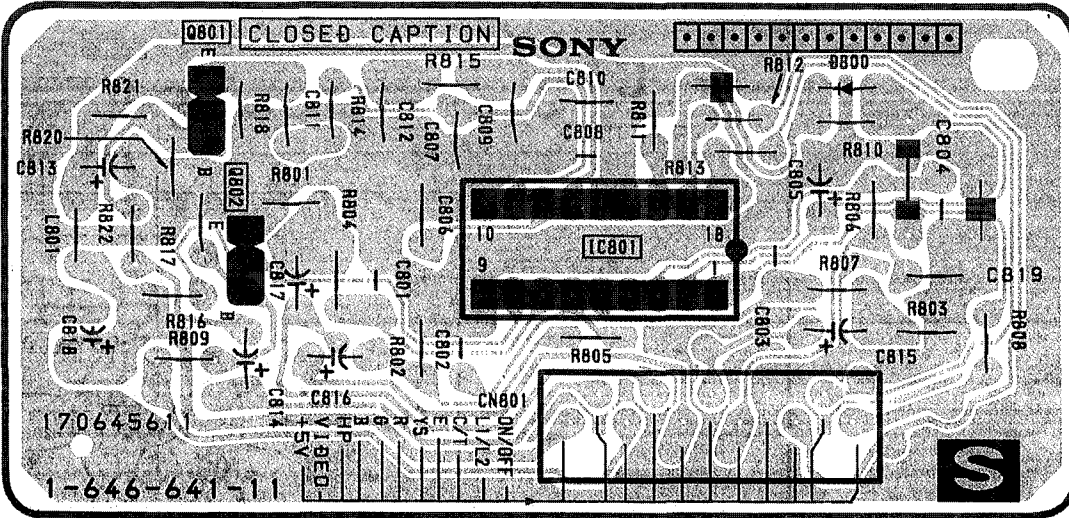 Q801 CLOSED CAPTION SONY
E
R815
R812
D800
R821
R818
C811
R814
C812
C807
C809
C810
C808
R811
R820
C813
B
Q802
R801
R813
R810
C804
C805
R806
L801
R822
R817
E
R804
C806
10
IC801
18
9
1
C817
C801
R807
R803
C819
C818
R816
R809
B
C814
C816
R802
C802
R805
C803
C815
R808
CN801
170645611
+5V
VIDEO
HP
B
G
R
YS
E
C/T
L1/L2
ON/OFF
1-646-641-11
S